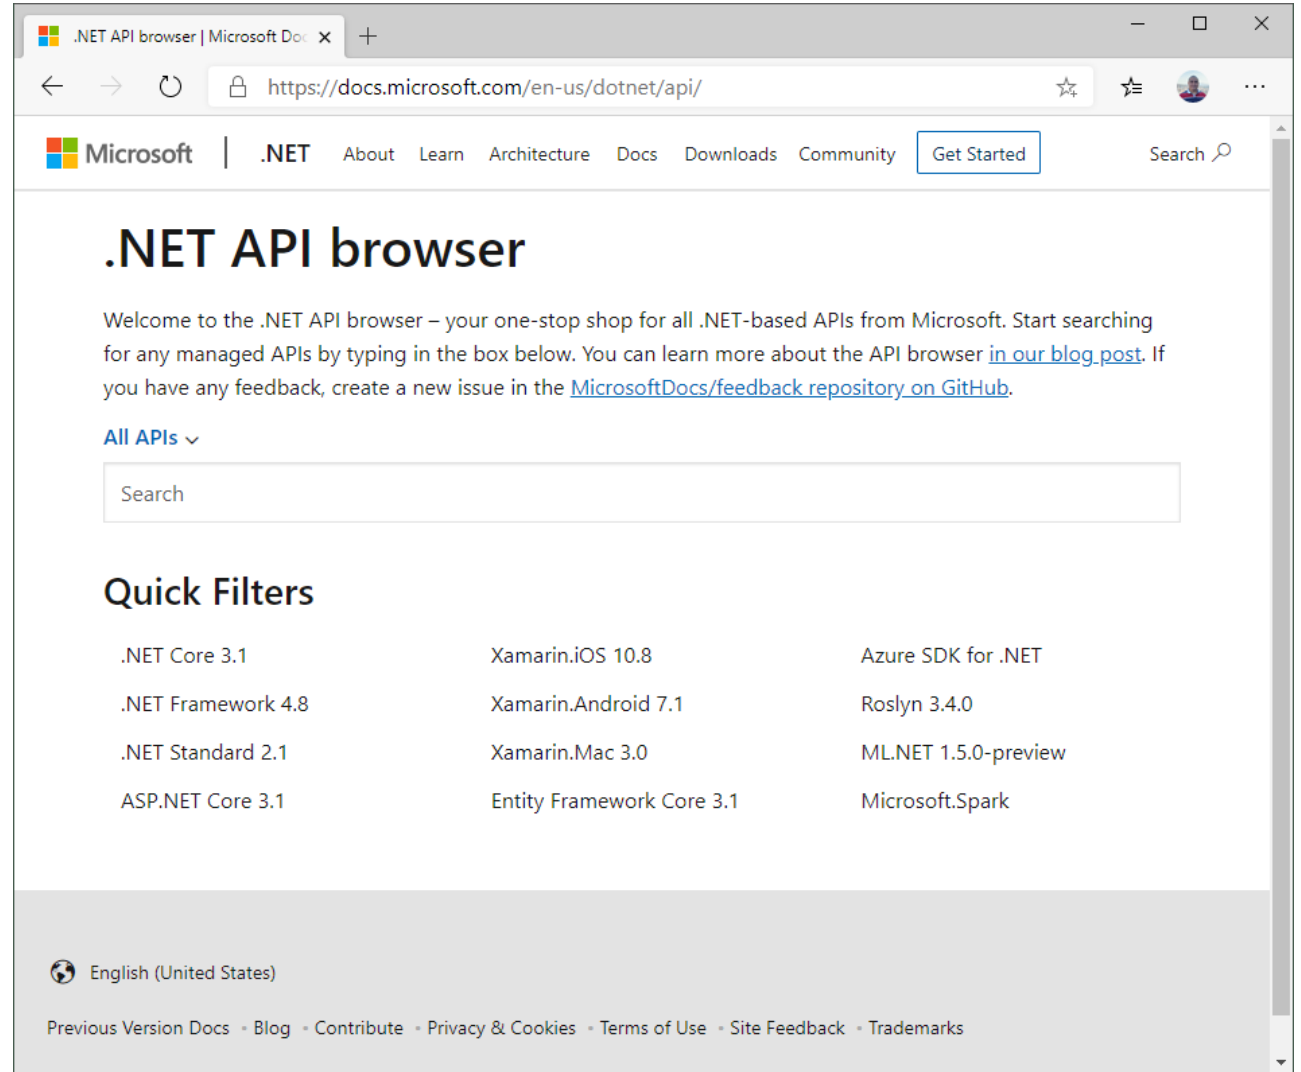 .NET API browser | Microsoft Doc
https://docs.microsoft.com/en-us/dotnet/api/
Microsoft | .NET About Learn Architecture Docs Downloads Community Get Started Search
.NET API browser
Welcome to the .NET API browser – your one-stop shop for all .NET-based APIs from Microsoft. Start searching
for any managed APIs by typing in the box below. You can learn more about the API browser in our blog post. If
you have any feedback, create a new issue in the MicrosoftDocs/feedback repository on GitHub.
All APIs
Search
Quick Filters
.NET Core 3.1 Xamarin.iOS 10.8 Azure SDK for .NET
.NET Framework 4.8 Xamarin.Android 7.1 Roslyn 3.4.0
.NET Standard 2.1 Xamarin.Mac 3.0 ML.NET 1.5.0-preview
ASP.NET Core 3.1 Entity Framework Core 3.1 Microsoft.Spark
English (United States)
Previous Version Docs • Blog • Contribute • Privacy & Cookies • Terms of Use • Site Feedback • Trademarks